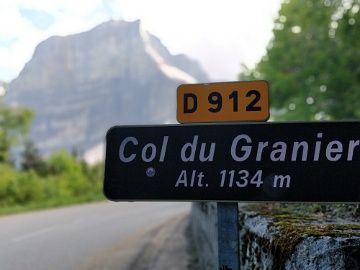 D 912
Col du Granier
Alt. 1134 m